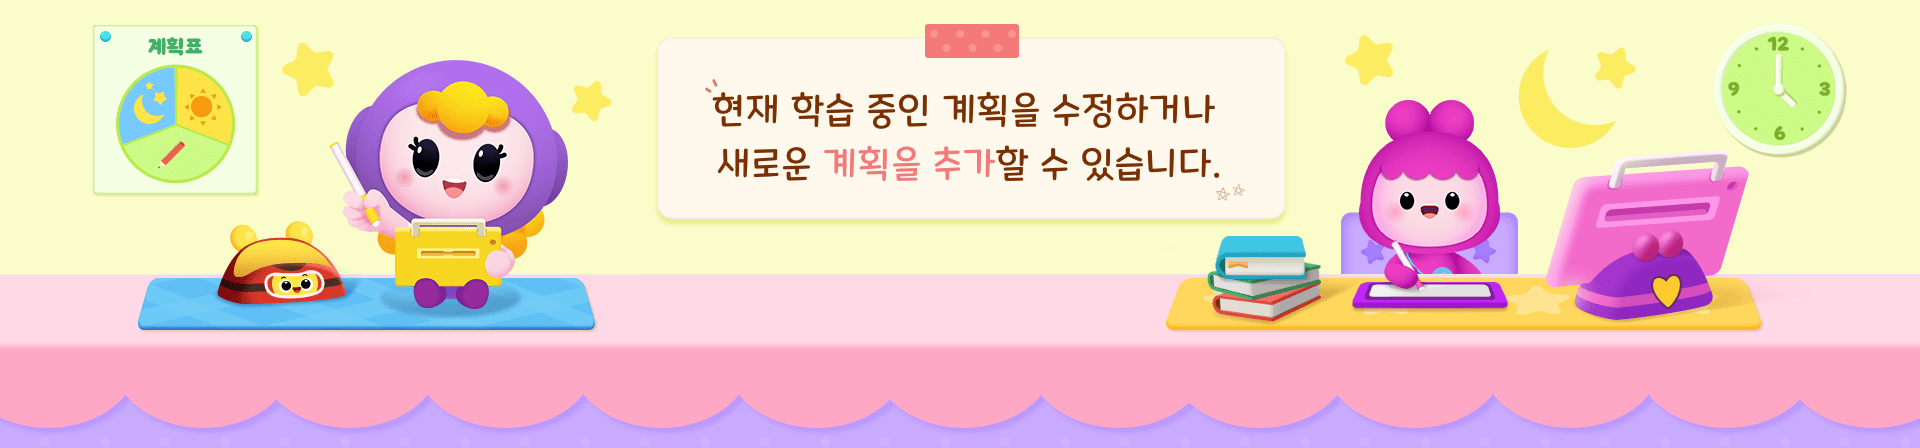 계획표
현재 학습 중인 계획을 수정하거나
새로운 계획을 추가할 수 있습니다.
12
9 3
6